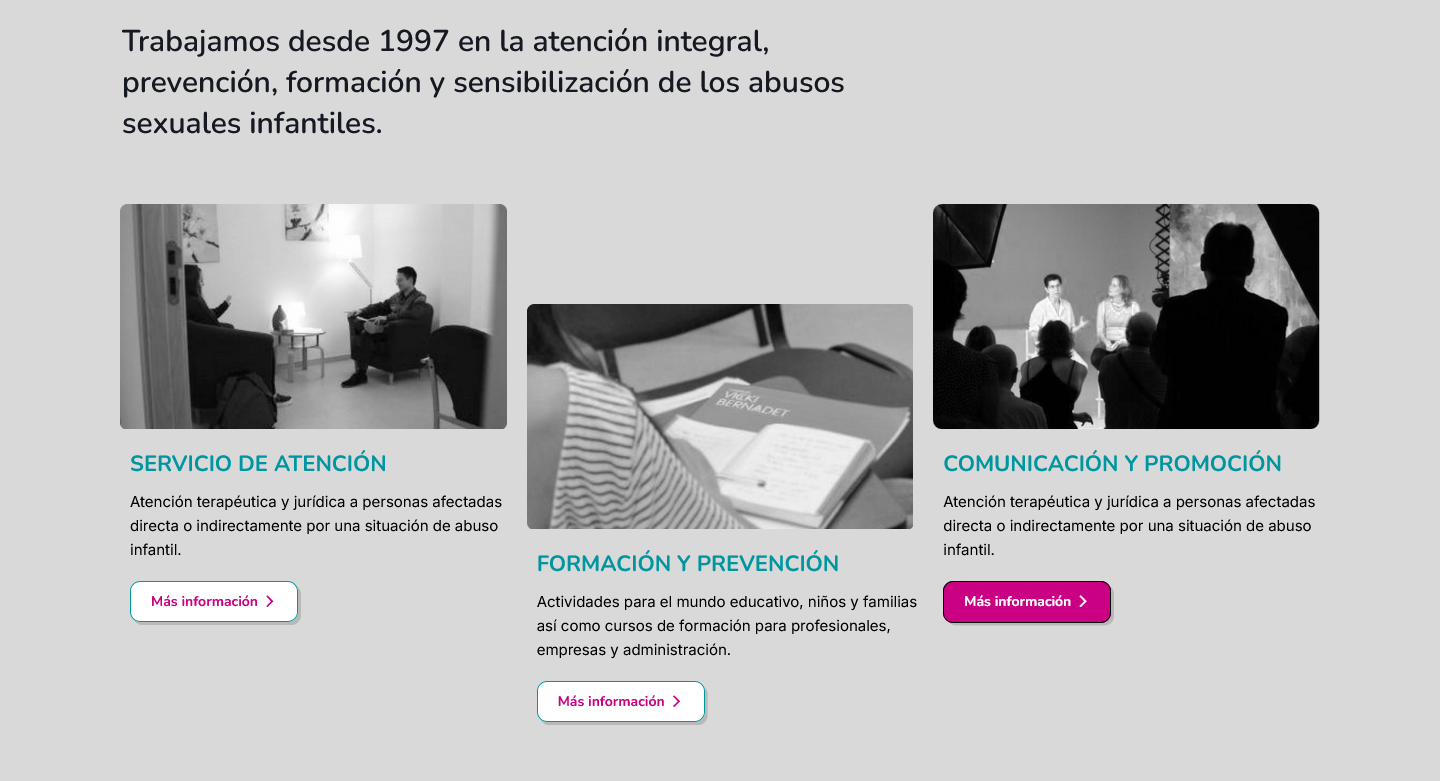 Trabajamos desde 1997 en la atención integral,
prevención, formación y sensibilización de los abusos
sexuales infantiles.
SERVICIO DE ATENCIÓN
Atención terapéutica y jurídica a personas afectadas
directa o indirectamente por una situación de abuso
infantil.
Más información
VICKI
BERNADET
FORMACIÓN Y PREVENCIÓN
Actividades para el mundo educativo, niños y familias
así como cursos de formación para profesionales,
empresas y administración.
Más información
COMUNICACIÓN Y PROMOCIÓN
Atención terapéutica y jurídica a personas afectadas
directa o indirectamente por una situación de abuso
infantil.
Más información